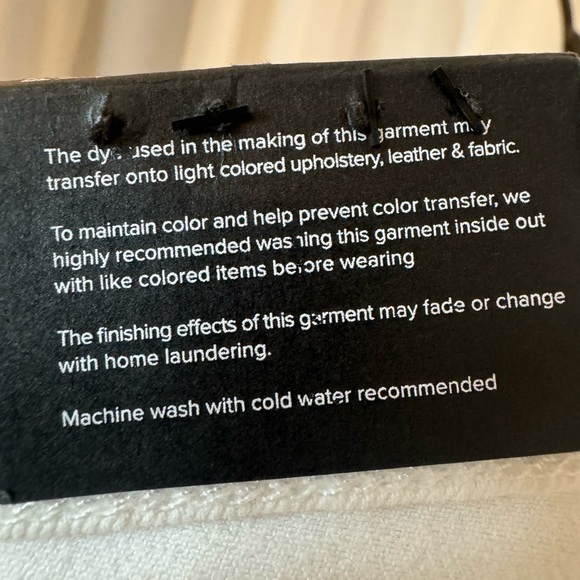 The dye used in the making of this garment may
transfer onto light colored upholstery, leather & fabric.
To maintain color and help prevent color transfer, we
highly recommended washing this garment inside out
with like colored items before wearing
The finishing effects of this garment may fade or change
with home laundering.
Machine wash with cold water recommended